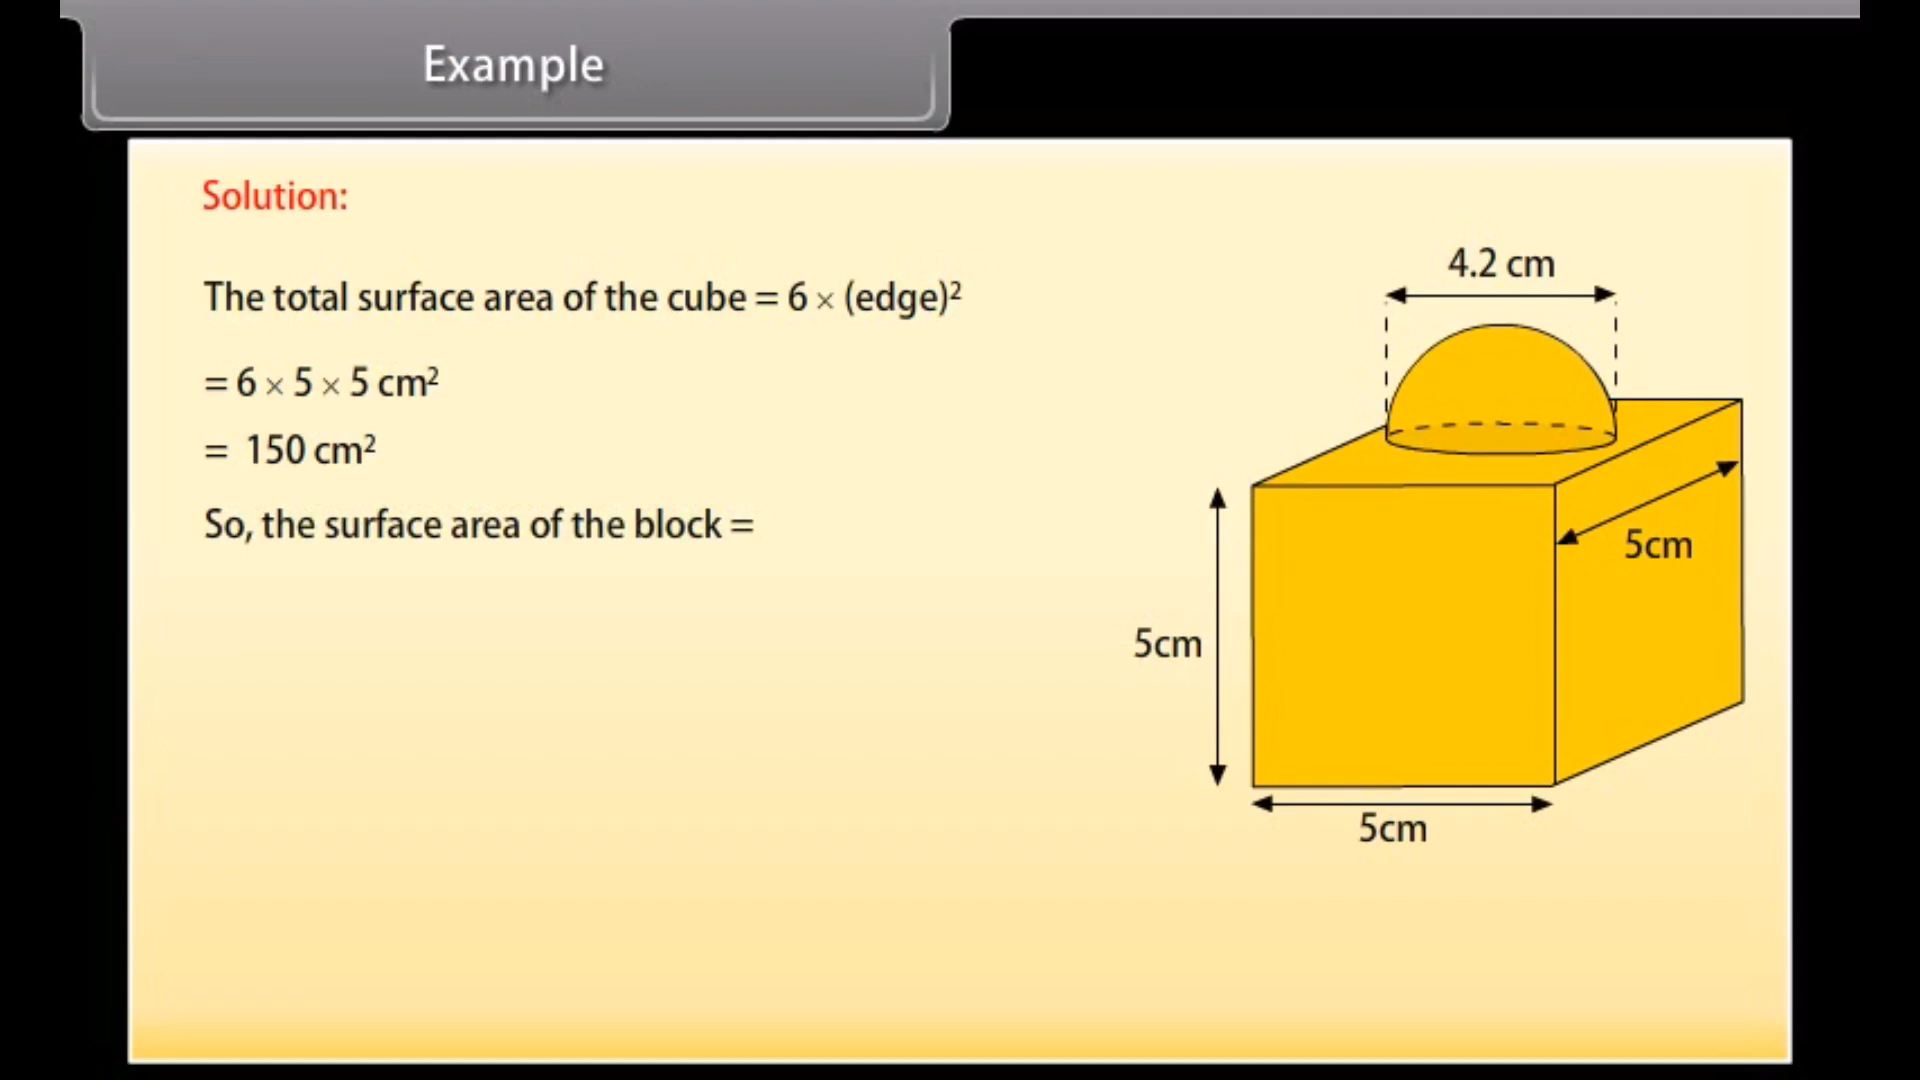 Example
Solution:
The total surface area of the cube = 6 × (edge)²
= 6 × 5 × 5 cm²
= 150 cm²
So, the surface area of the block =
4.2 cm
5cm
5cm
5cm